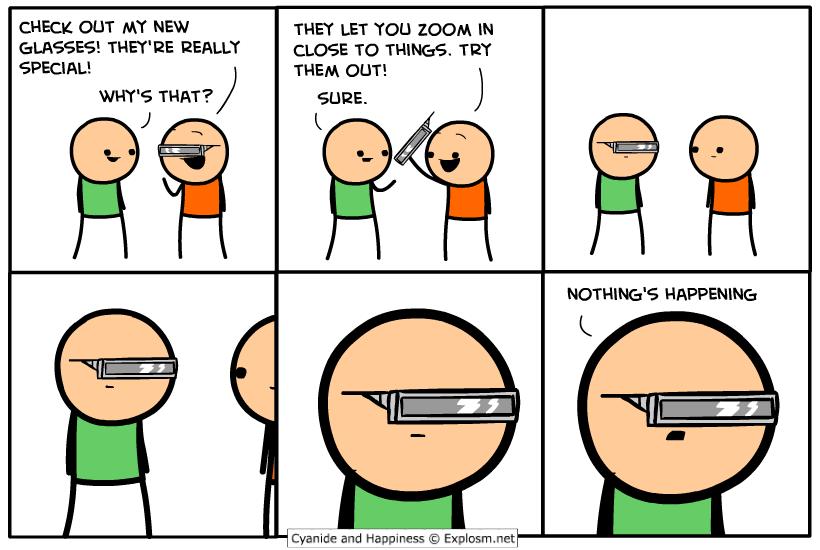 CHECK OUT MY NEW
GLASSES! THEY'RE REALLY
SPECIAL!
WHY'S THAT?
THEY LET YOU ZOOM IN
CLOSE TO THINGS. TRY
THEM OUT!
SURE.
NOTHING'S HAPPENING
Cyanide and Happiness © Explosm.net